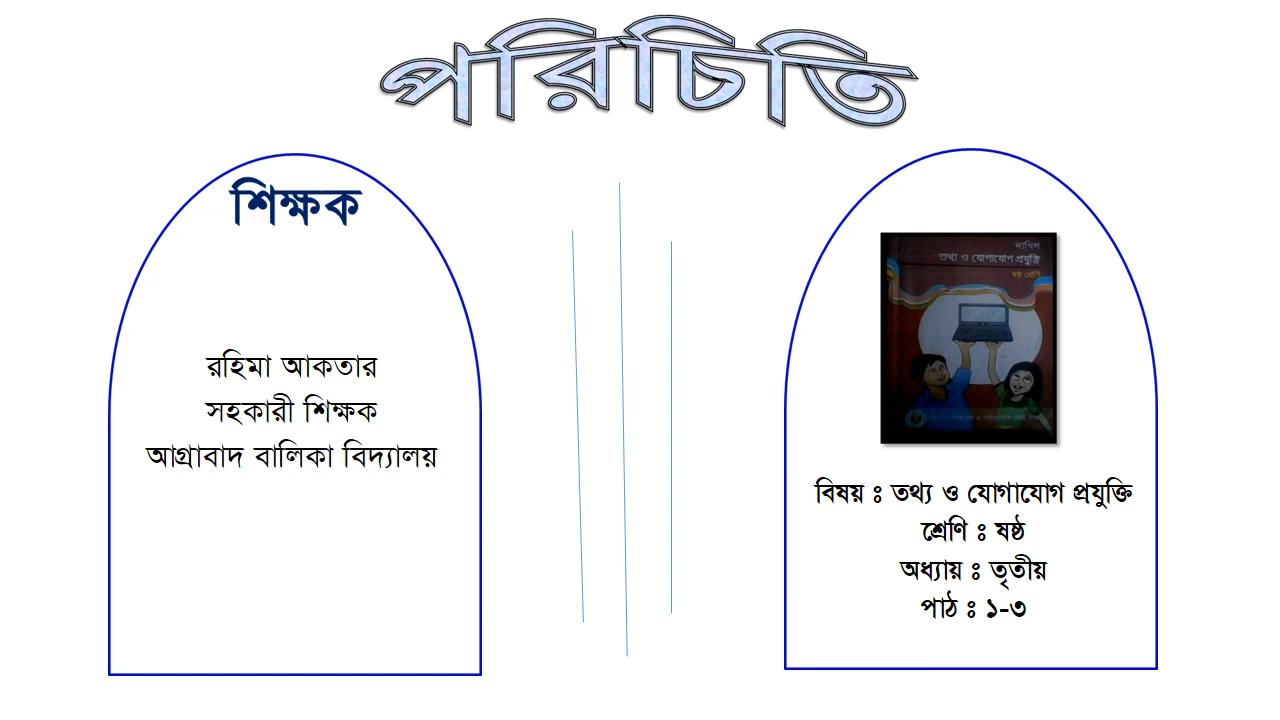 পরিচিতি
শিক্ষক
রহিমা আকতার
সহকারী শিক্ষক
আগ্রাবাদ বালিকা বিদ্যালয়
দাখিল
তথ্য ও যোগাযোগ প্রযুক্তি
ষষ্ঠ শ্রেণি
বিষয় ঃ তথ্য ও যোগাযোগ প্রযুক্তি
শ্রেণি ঃ ষষ্ঠ
অধ্যায় ঃ তৃতীয়
পাঠ ঃ ১-৩